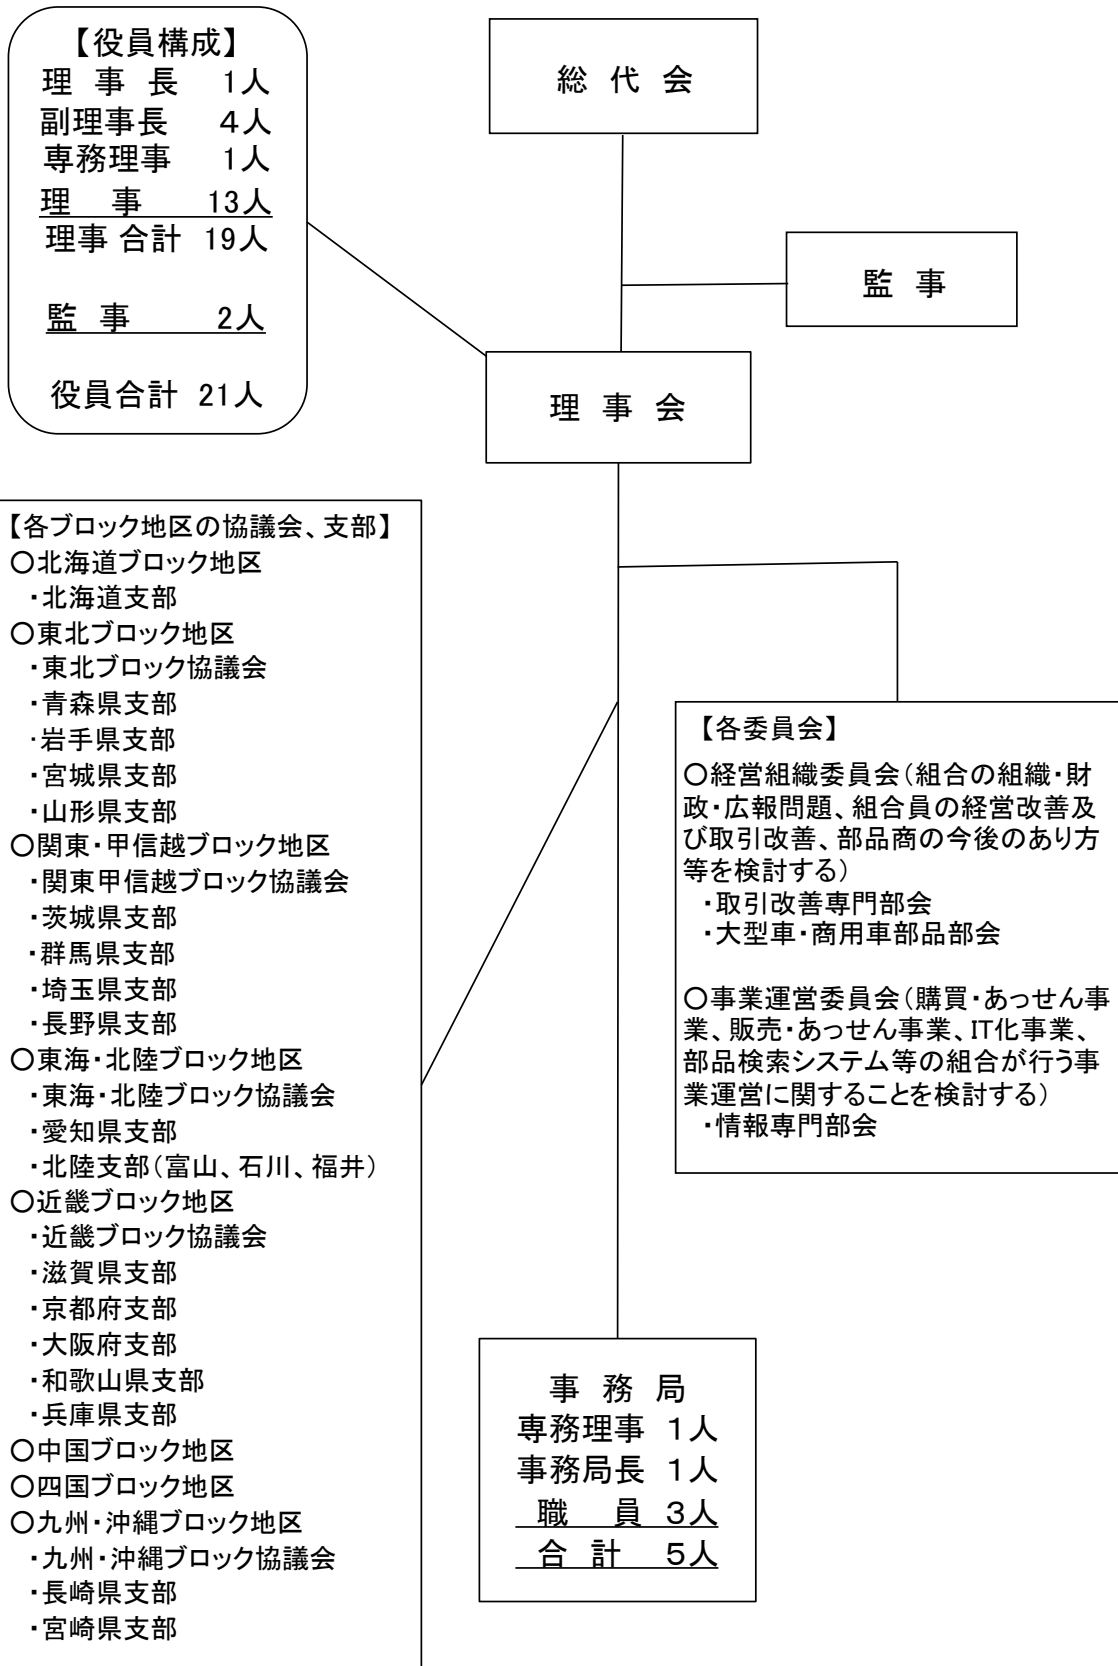 【役員構成】
理 事 長 1人
副理事長 4人
専務理事 1人
理 事 13人
理事 合計 19人
監 事 2人
役員合計 21人
総 代 会
監 事
理 事 会
【各ブロック地区の協議会、支部】
○北海道ブロック地区
・北海道支部
○東北ブロック地区
・東北ブロック協議会
・青森県支部
・岩手県支部
・宮城県支部
・山形県支部
○関東・甲信越ブロック地区
・関東甲信越ブロック協議会
・茨城県支部
・群馬県支部
・埼玉県支部
・長野県支部
○東海・北陸ブロック地区
・東海・北陸ブロック協議会
・愛知県支部
・北陸支部（富山、石川、福井）
○近畿ブロック地区
・近畿ブロック協議会
・滋賀県支部
・京都府支部
・大阪府支部
・和歌山県支部
・兵庫県支部
○中国ブロック地区
○四国ブロック地区
○九州・沖縄ブロック地区
・九州・沖縄ブロック協議会
・長崎県支部
・宮崎県支部
【各委員会】
○経営組織委員会（組合の組織・財
政・広報問題、組合員の経営改善及
び取引改善、部品商の今後のあり方
等を検討する）
・取引改善専門部会
・大型車・商用車部品部会
○事業運営委員会（購買・あっせん事
業、販売・あっせん事業、IT化事業、
部品検索システム等の組合が行う事
業運営に関することを検討する）
・情報専門部会
事 務 局
専務理事 1人
事務局長 1人
職 員 3人
合 計 5人